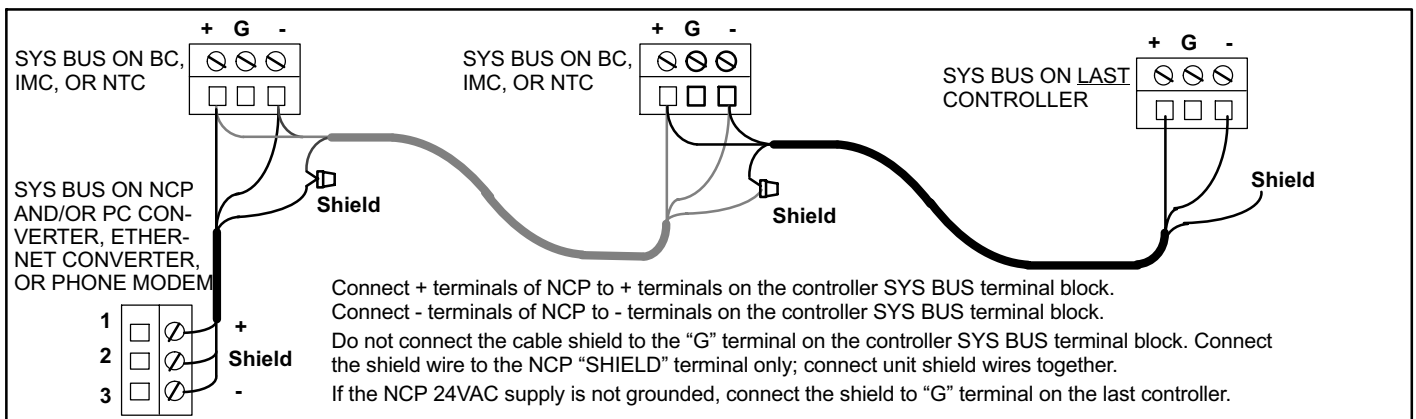 + G -
SYS BUS ON BC,
IMC, OR NTC
+ G -
SYS BUS ON BC,
IMC, OR NTC
+ G -
SYS BUS ON LAST
CONTROLLER
Shield
Shield
Shield
SYS BUS ON NCP
AND/OR PC CON-
VERTER, ETHER-
NET CONVERTER,
OR PHONE MODEM
1 +
2 Shield
3 -
Connect + terminals of NCP to + terminals on the controller SYS BUS terminal block.
Connect - terminals of NCP to - terminals on the controller SYS BUS terminal block.
Do not connect the cable shield to the “G” terminal on the controller SYS BUS terminal block. Connect
the shield wire to the NCP “SHIELD” terminal only; connect unit shield wires together.
If the NCP 24VAC supply is not grounded, connect the shield to “G” terminal on the last controller.